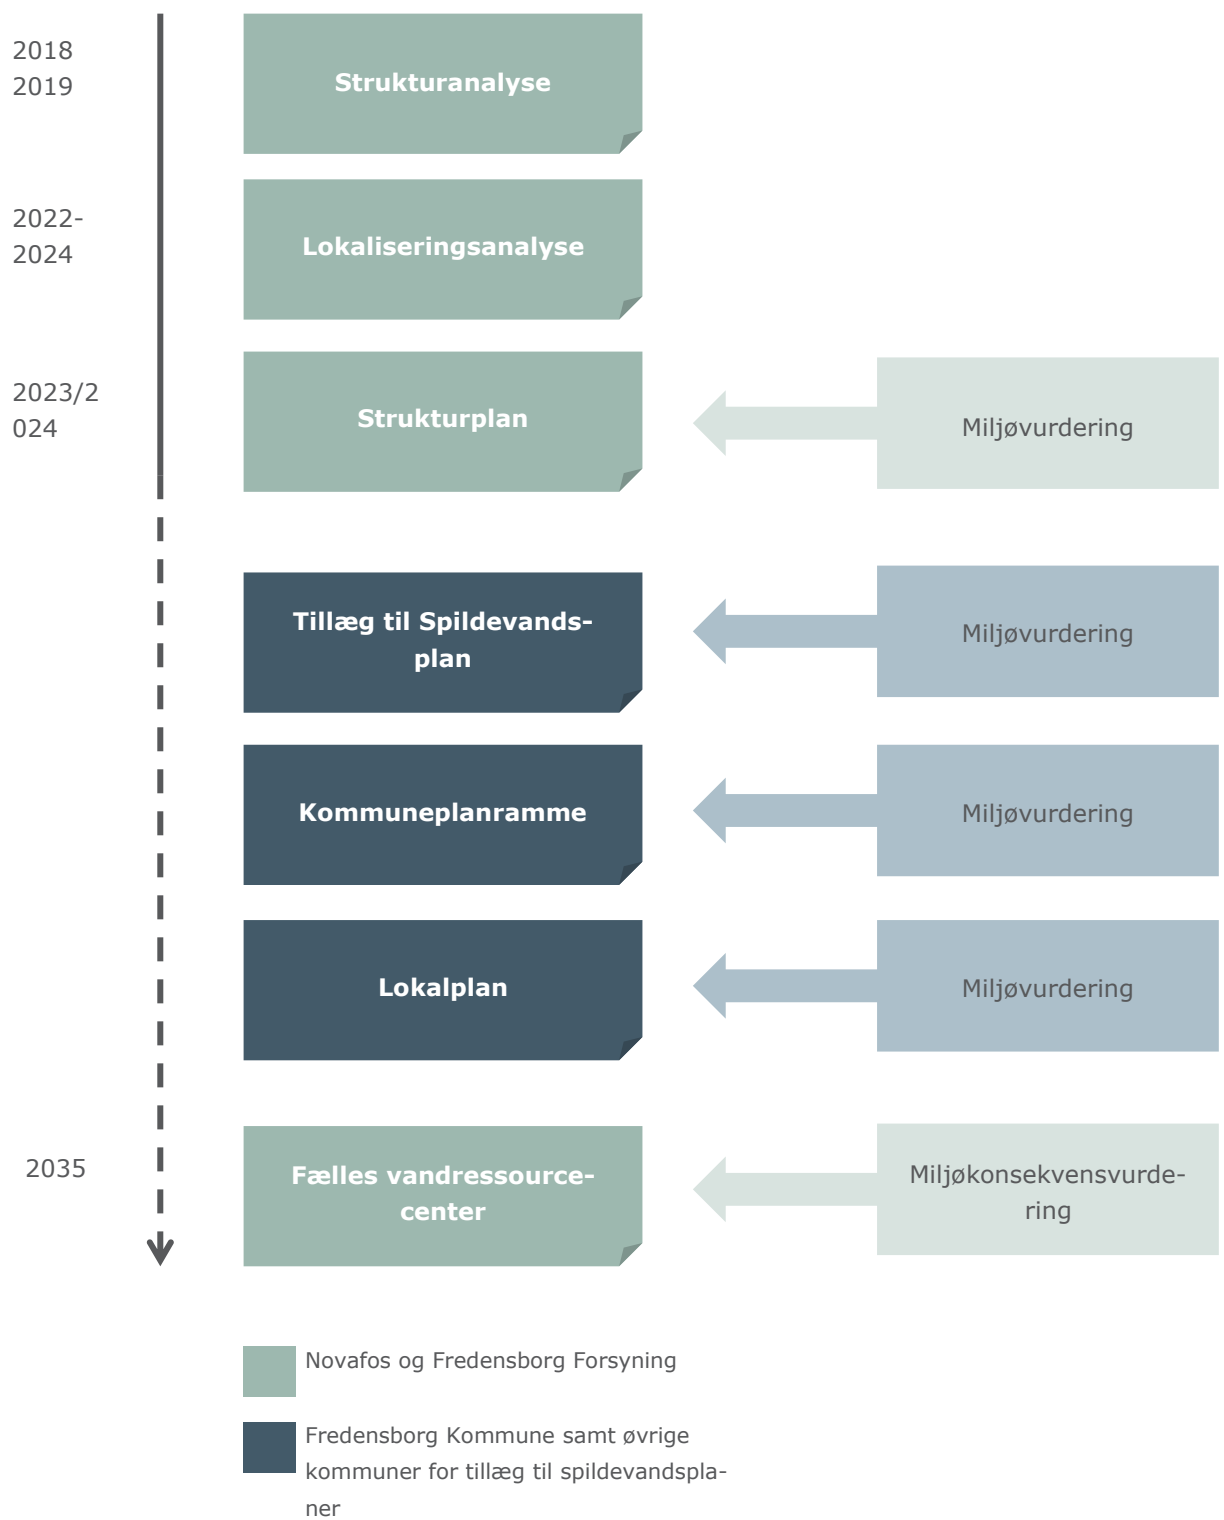 2018
2019
Strukturanalyse
2022-
2024
Lokaliseringsanalyse
2023/2
024
Strukturplan
Miljøvurdering
Tillæg til Spildevands-
plan
Miljøvurdering
Kommuneplanramme
Miljøvurdering
Lokalplan
Miljøvurdering
2035
Fælles vandressource-
center
Miljøkonsekvensvurde-
ring
Novafos og Fredensborg Forsyning
Fredensborg Kommune samt øvrige
kommuner for tillæg til spildevandspla-
ner